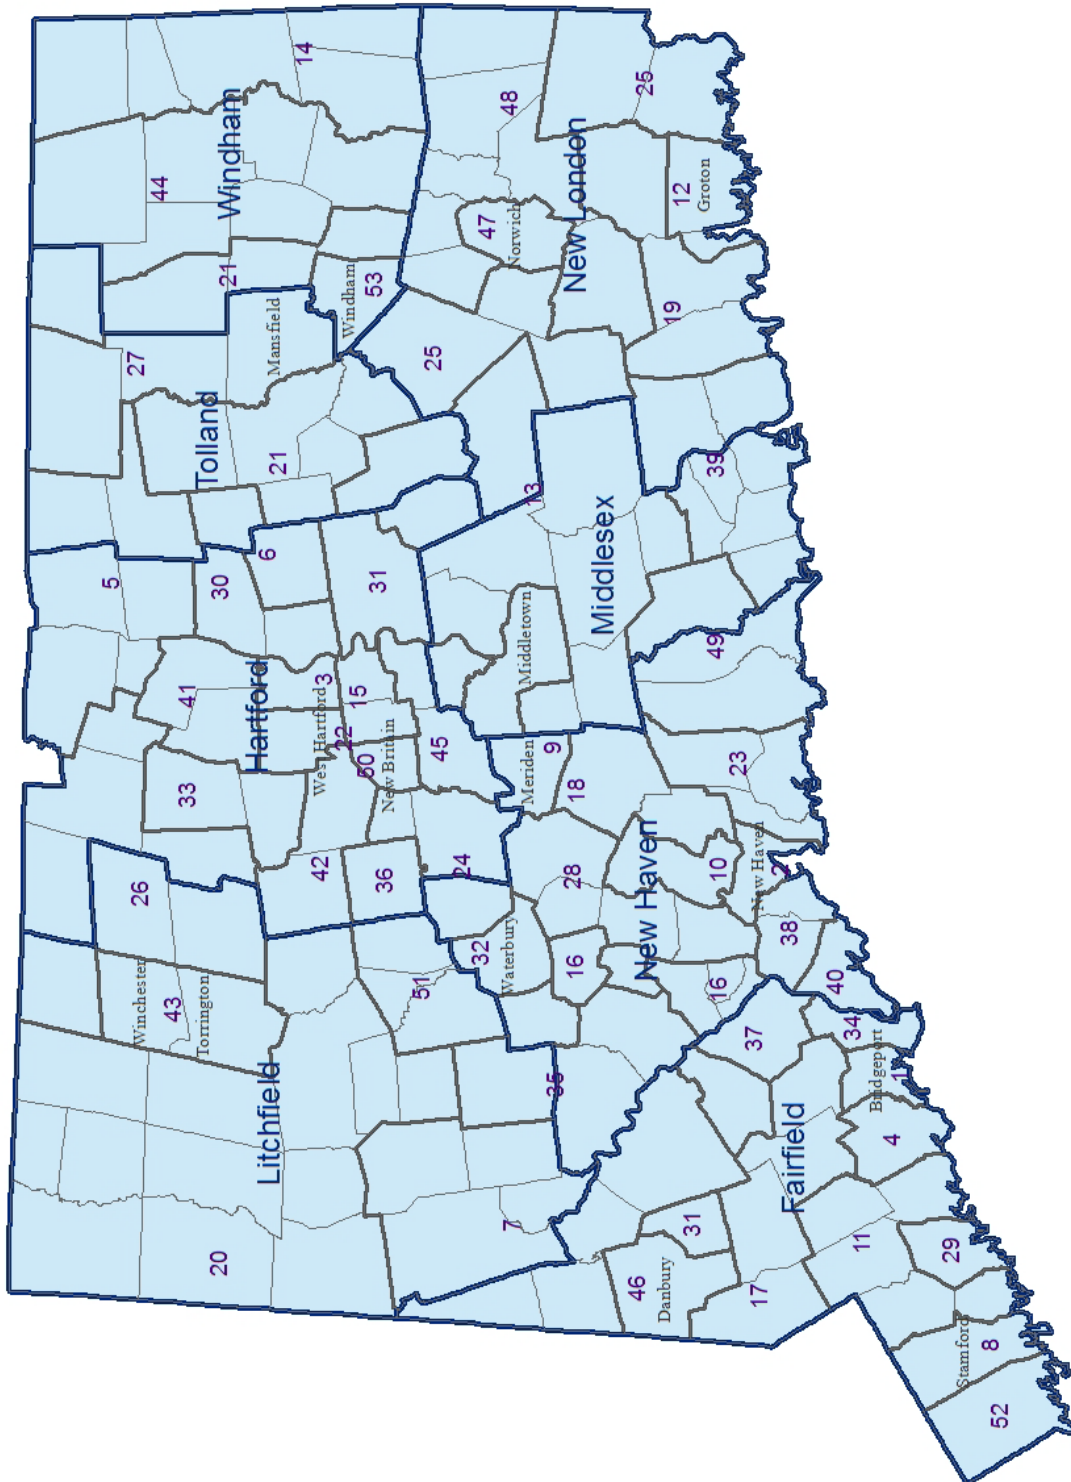 5
27
Winchester
26
44
43
33
41
Torrington
Tolland
20
30
21
Windham
Hartford
6
Litchfield
Mansfield
21
14
42
West Hartford
3
22
Windham
15
50
53
31
36
New Britain
51
25
45
24
32
47
Waterbury
7
48
Norwich
Middletown
Meriden
13
9
35
28
16
18
New London
Middlesex
46
25
New Haven
Danbury
19
12
31
Groton
39
49
16
10
23
37
New Haven
17
2
38
Fairfield
40
34
11
Bridgeport
4
1
29
Stamford
8
52